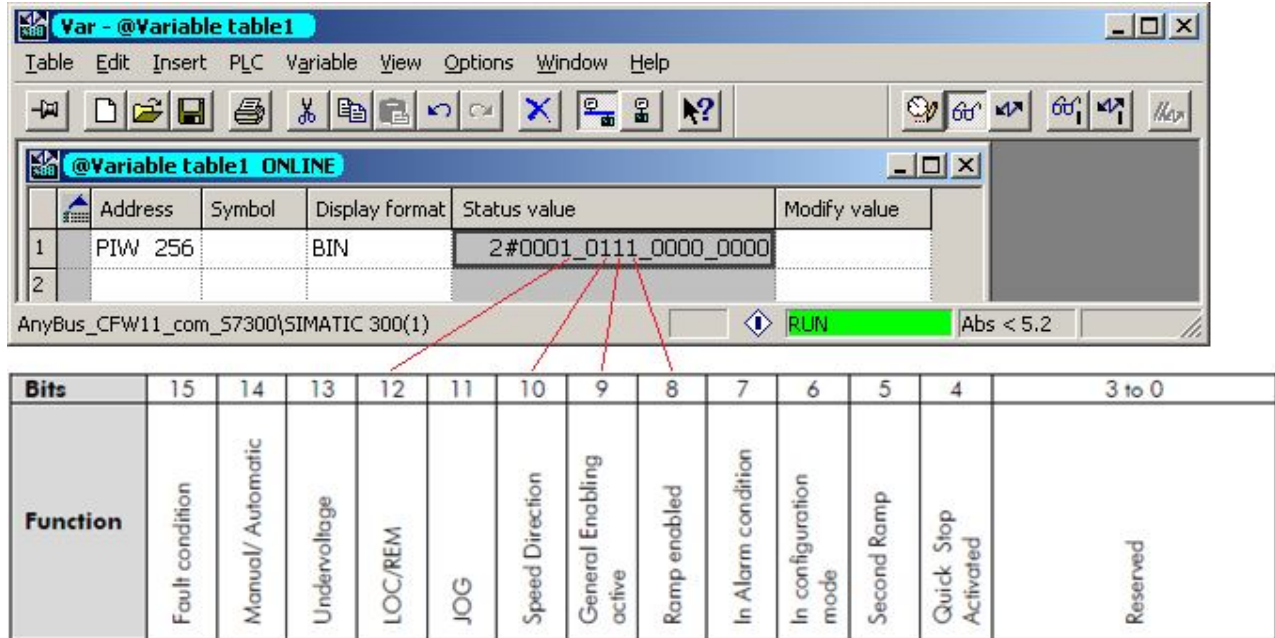 Var - @Variable table1
Table Edit Insert PLC Variable View Options Window Help
@Variable table1 ONLINE
Address Symbol Display format Status value Modify value
1 PIW 256 BIN 2#0001_0111_0000_0000
2
AnyBus_CFW11_com_S7300\SIMATIC 300(1) RUN Abs < 5.2
Bits 15 14 13 12 11 10 9 8 7 6 5 4 3 to 0
Function
Fault condition
Manual/ Automatic
Undervoltage
LOC/REM
JOG
Speed Direction
General Enabling
active
Ramp enabled
In Alarm condition
In configuration
mode
Second Ramp
Quick Stop
Activated
Reserved